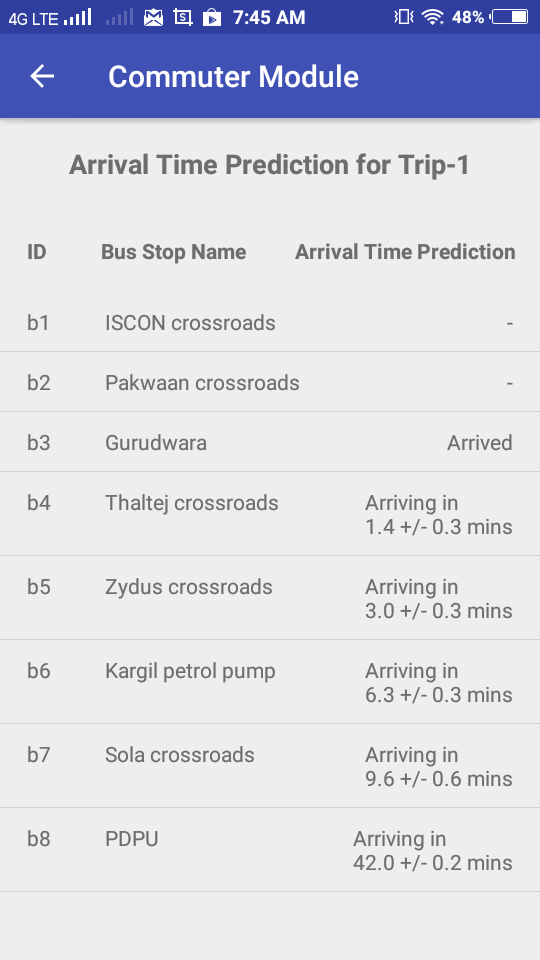 4G LTE 7:45 AM 48%
Commuter Module
Arrival Time Prediction for Trip-1
ID Bus Stop Name Arrival Time Prediction
b1 ISCON crossroads -
b2 Pakwaan crossroads -
b3 Gurudwara Arrived
b4 Thaltej crossroads Arriving in
1.4 +/- 0.3 mins
b5 Zydus crossroads Arriving in
3.0 +/- 0.3 mins
b6 Kargil petrol pump Arriving in
6.3 +/- 0.3 mins
b7 Sola crossroads Arriving in
9.6 +/- 0.6 mins
b8 PDPU Arriving in
42.0 +/- 0.2 mins